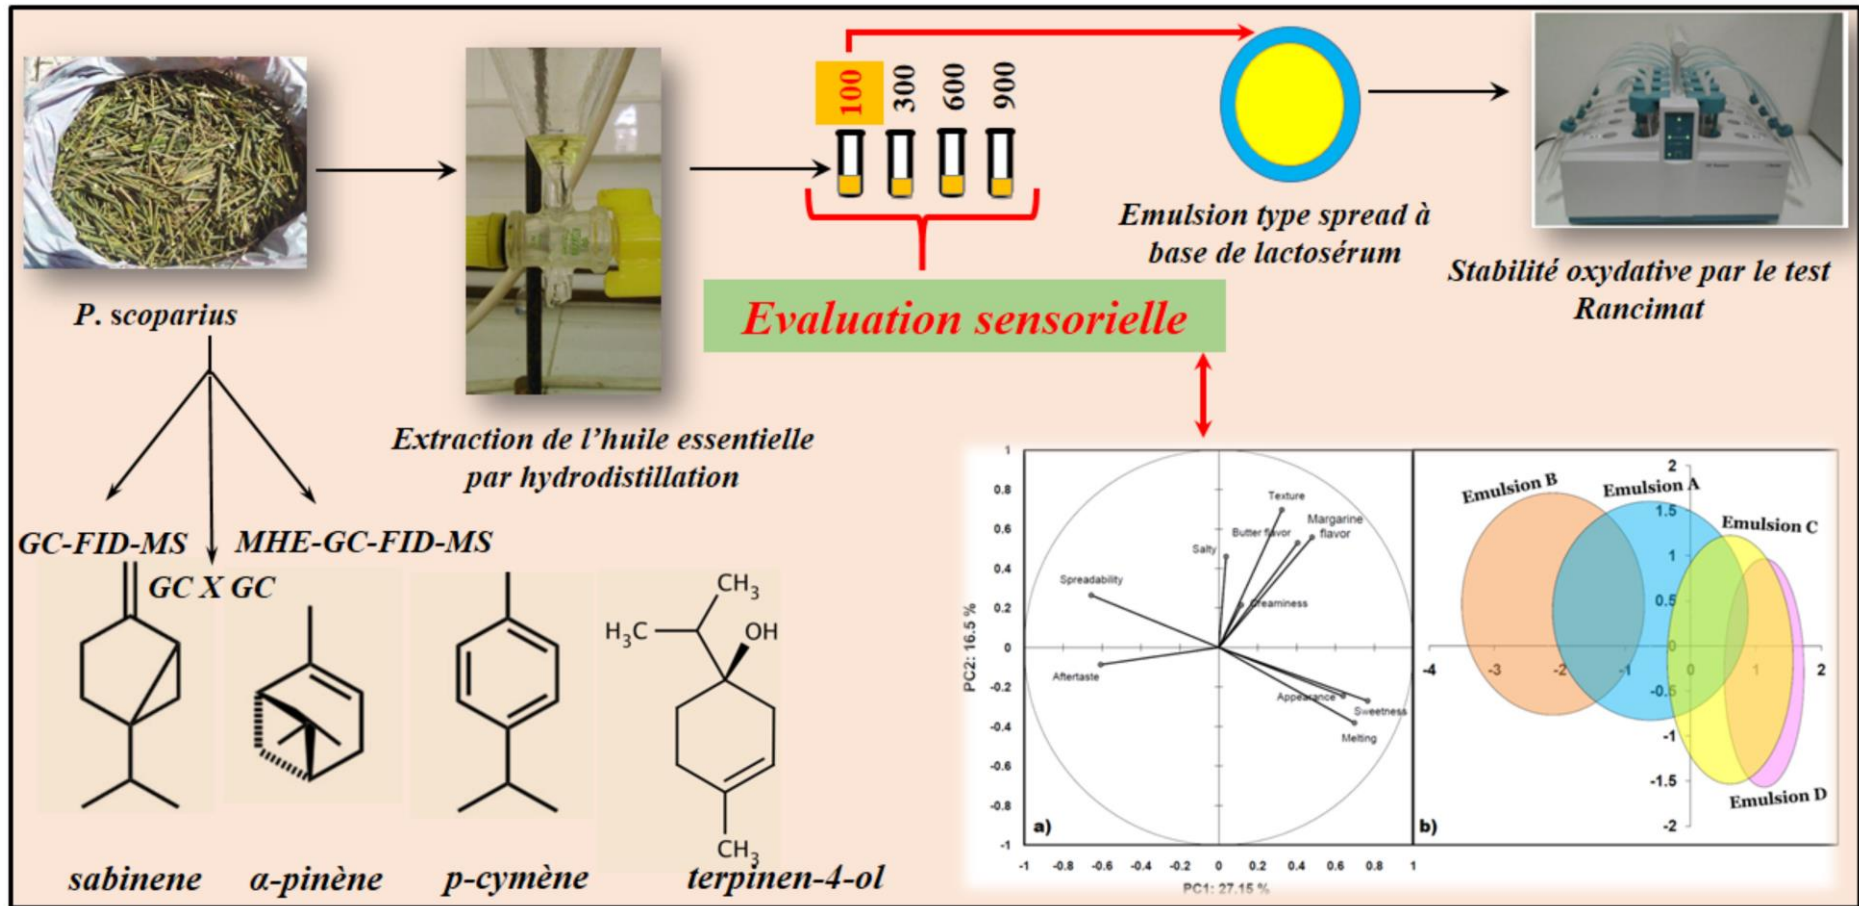 100
300
600
900
P. scoparius
Extraction de l'huile essentielle
par hydrodistillation
Evaluation sensorielle
Emulsion type spread à
base de lactosérum
Stabilité oxydative par le test
Rancimat
GC-FID-MS
MHE-GC-FID-MS
GC X GC
CH₃
H₃C
OH
CH₃
sabinene
α-pinène
p-cymène
terpinen-4-ol
1
0.8
0.6
0.4
0.2
0
-0.2
-0.4
-0.6
-0.8
-1
PC2: 16.5 %
Texture
Butter flavor
Margarine
flavor
Salty
Spreadability
Creaminess
Aftertaste
Appearance
Sweetness
Melting
a)
-1 -0.8 -0.6 -0.4 -0.2 0 0.2 0.4 0.6 0.8 1
PC1: 27.15 %
Emulsion B
Emulsion A
Emulsion C
Emulsion D
2
1.5
1
0.5
0
-0.5
-1
-1.5
-2
-4 -3 -2 -1 0 1 2
b)